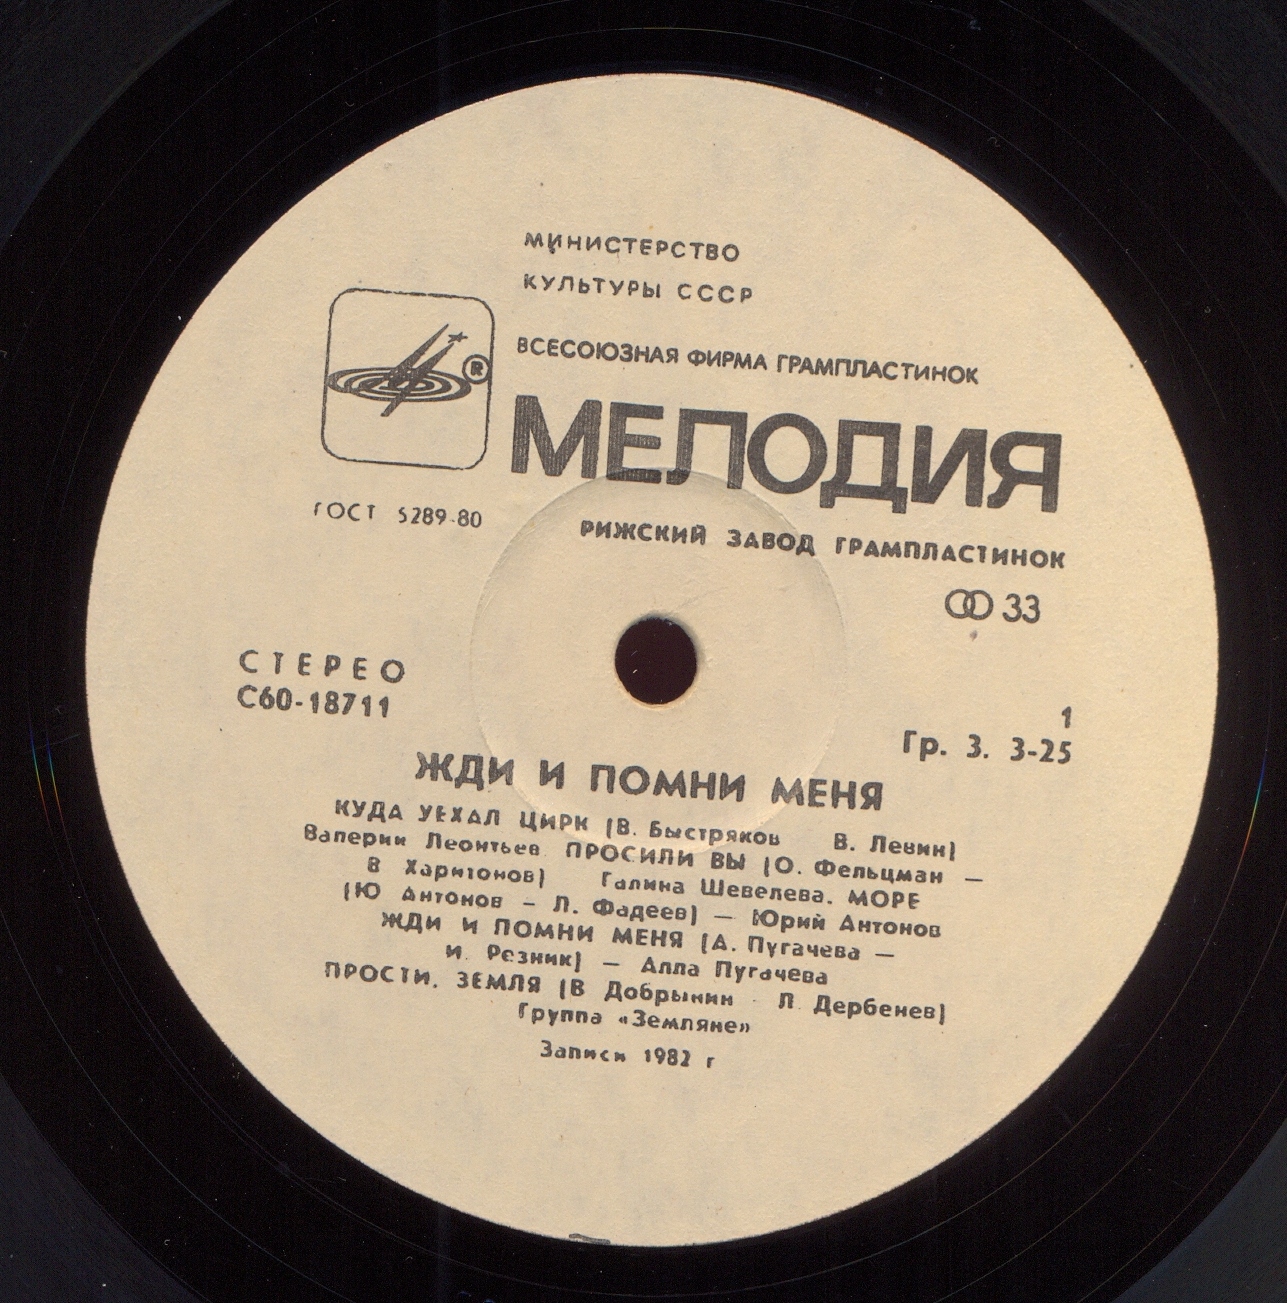 МИНИСТЕРСТВО
КУЛЬТУРЫ СССР
ВСЕСОЮЗНАЯ ФИРМА ГРАМПЛАСТИНОК
МЕЛОДИЯ
®
ГОСТ 5289-80
РИЖСКИЙ ЗАВОД ГРАМПЛАСТИНОК
33
СТЕРЕО
С60-18711
1
Гр. 3. 3-25
ЖДИ И ПОМНИ МЕНЯ
КУДА УЕХАЛ ЦИРК (В. Быстряков В. Левин)
Валерии Леонтьев. ПРОСИЛИ ВЫ (О. Фельцман —
В Харитонов) Галина Шевелева. МОРЕ
(Ю Антонов – Л. Фадеев) — Юрий Антонов
ЖДИ И ПОМНИ МЕНЯ (А. Пугачева —
И. Резник) — Алла Пугачева
ПРОСТИ, ЗЕМЛЯ (В Добрынин - Л Дербенев)
Группа «Земляне»
Записи 1982 г